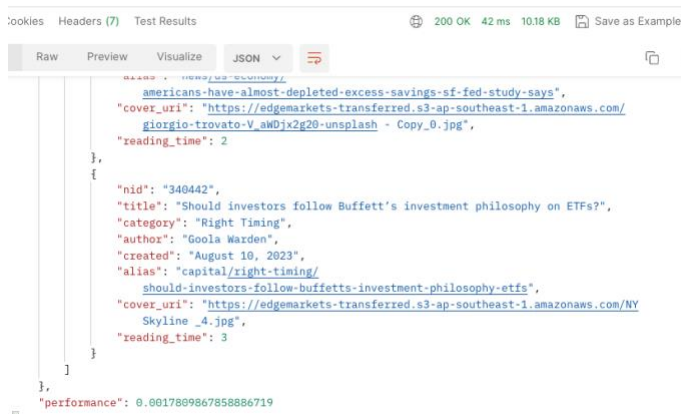 Cookies Headers (7) Test Results 200 OK 42 ms 10.18 KB Save as Example
Raw Preview Visualize JSON
"alias": "news/us-economy/
americans-have-almost-depleted-excess-savings-sf-fed-study-says",
"cover_uri": "https://edgemarkets-transferred.s3-ap-southeast-1.amazonaws.com/
giorgio-trovato-V_aWDjx2g20-unsplash - Copy_0.jpg",
"reading_time": 2
},
{
"nid": "340442",
"title": "Should investors follow Buffett’s investment philosophy on ETFs?",
"category": "Right Timing",
"author": "Goola Warden",
"created": "August 10, 2023",
"alias": "capital/right-timing/
should-investors-follow-buffetts-investment-philosophy-etfs",
"cover_uri": "https://edgemarkets-transferred.s3-ap-southeast-1.amazonaws.com/NY
Skyline _4.jpg",
"reading_time": 3
}
]
},
"performance": 0.0017809867858886719